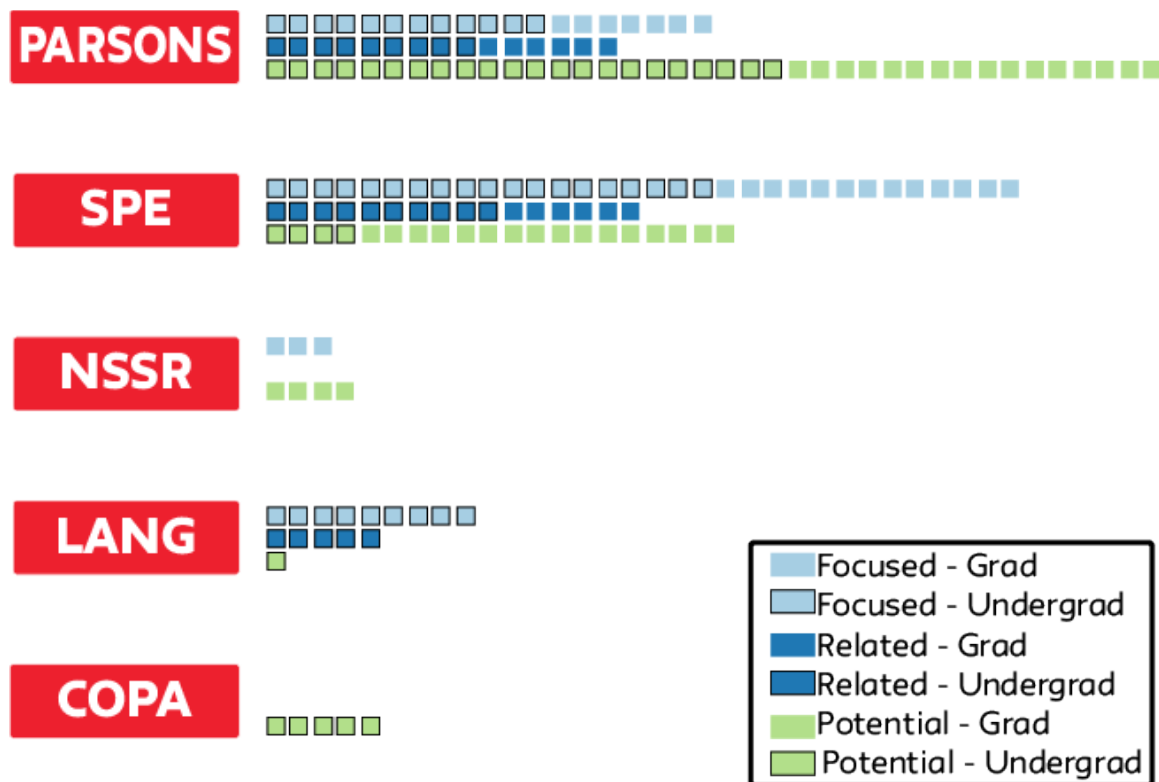 PARSONS
SPE
NSSR
LANG
COPA
Focused - Grad
Focused - Undergrad
Related - Grad
Related - Undergrad
Potential - Grad
Potential - Undergrad